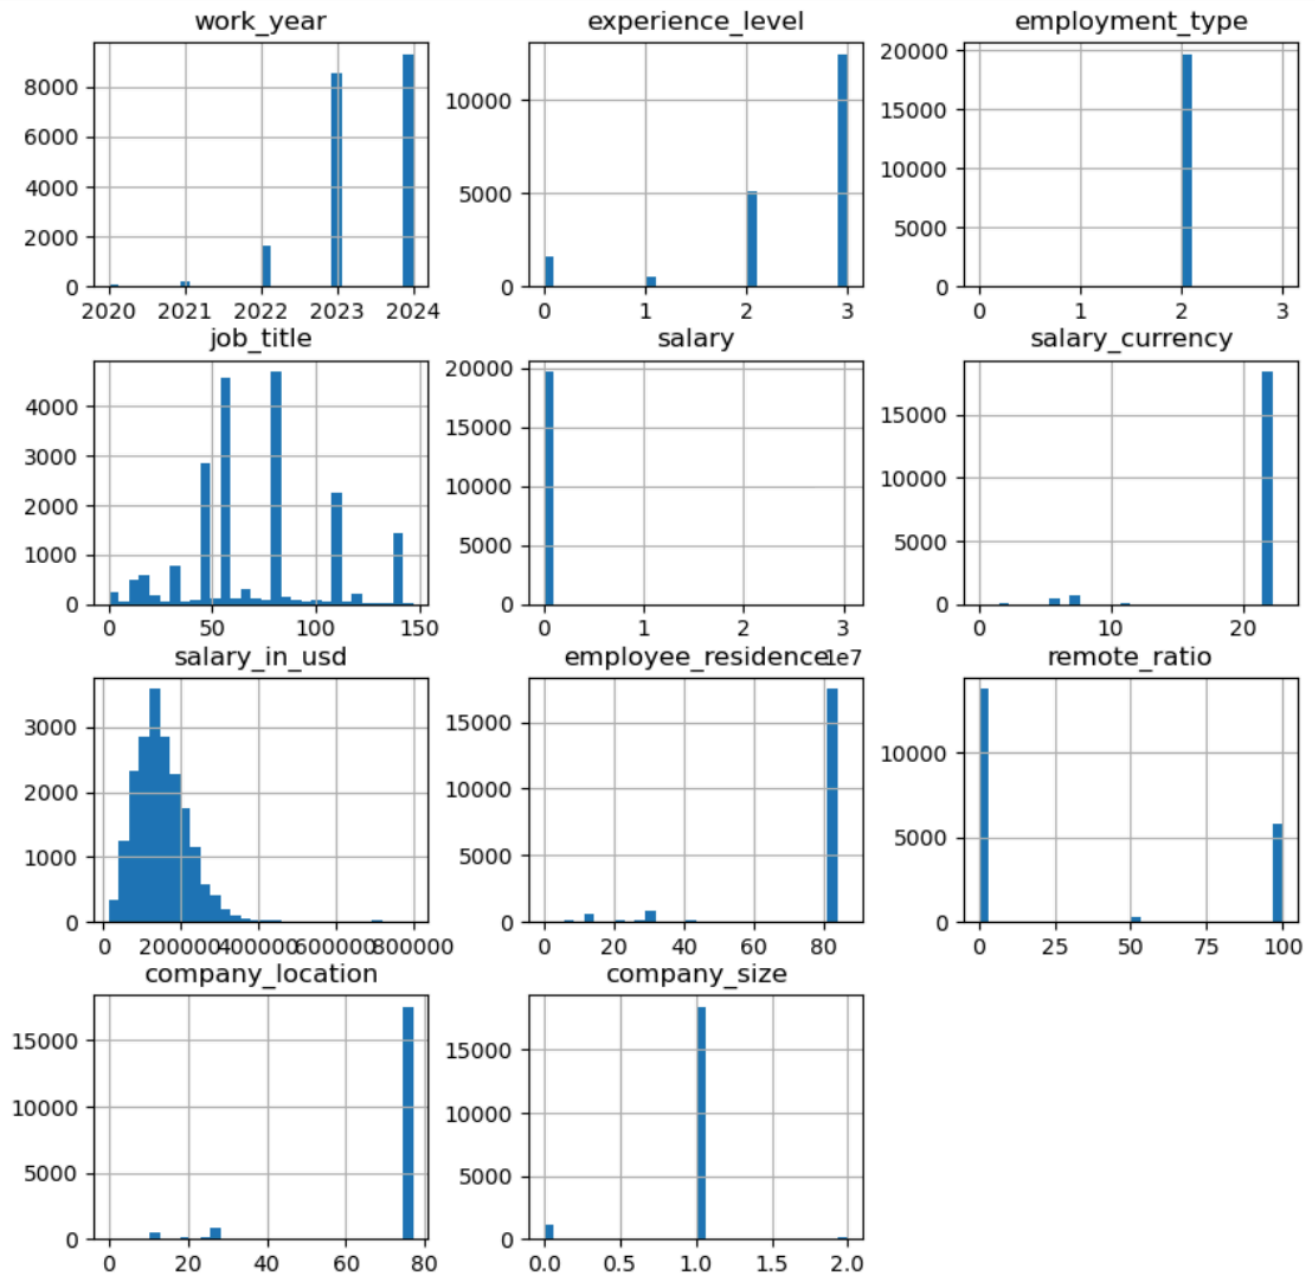 work_year
experience_level
employment_type
8000
6000
4000
2000
0
2020 2021 2022 2023 2024
10000
5000
0
0 1 2 3
20000
15000
10000
5000
0
0 1 2 3
job_title
salary
salary_currency
4000
3000
2000
1000
0
0 50 100 150
20000
15000
10000
5000
0
0 1 2 3
1e7
15000
10000
5000
0
0 10 20
salary_in_usd
employee_residence
remote_ratio
3000
2000
1000
0
0 200000 400000 600000 800000
15000
10000
5000
0
0 20 40 60 80
10000
5000
0
0 25 50 75 100
company_location
company_size
15000
10000
5000
0
0 20 40 60 80
15000
10000
5000
0
0.0 0.5 1.0 1.5 2.0